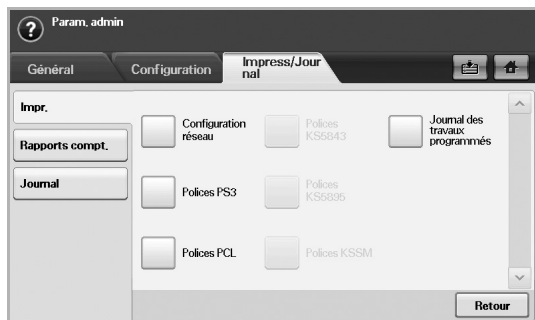 ?
Param. admin
Général
Configuration
Impress/Jour
nal
Impr.
Rapports compt.
Journal
Configuration
réseau
Polices
KS5843
Journal des
travaux
programmés
Polices PS3
Polices
KS5895
Polices PCL
Polices KSSM
Retour